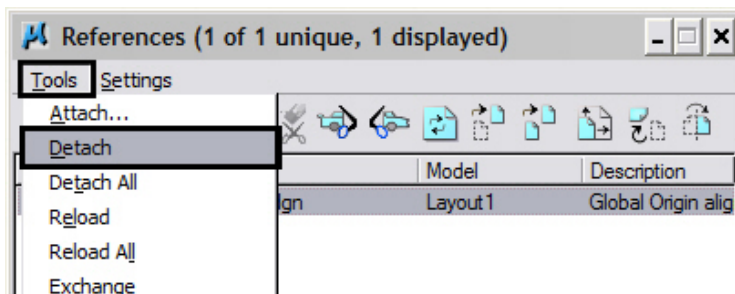 References (1 of 1 unique, 1 displayed)
Tools Settings
Attach...
Detach
Model Description
Detach All
lgn Layout1 Global Origin alig
Reload
Reload All
Exchange